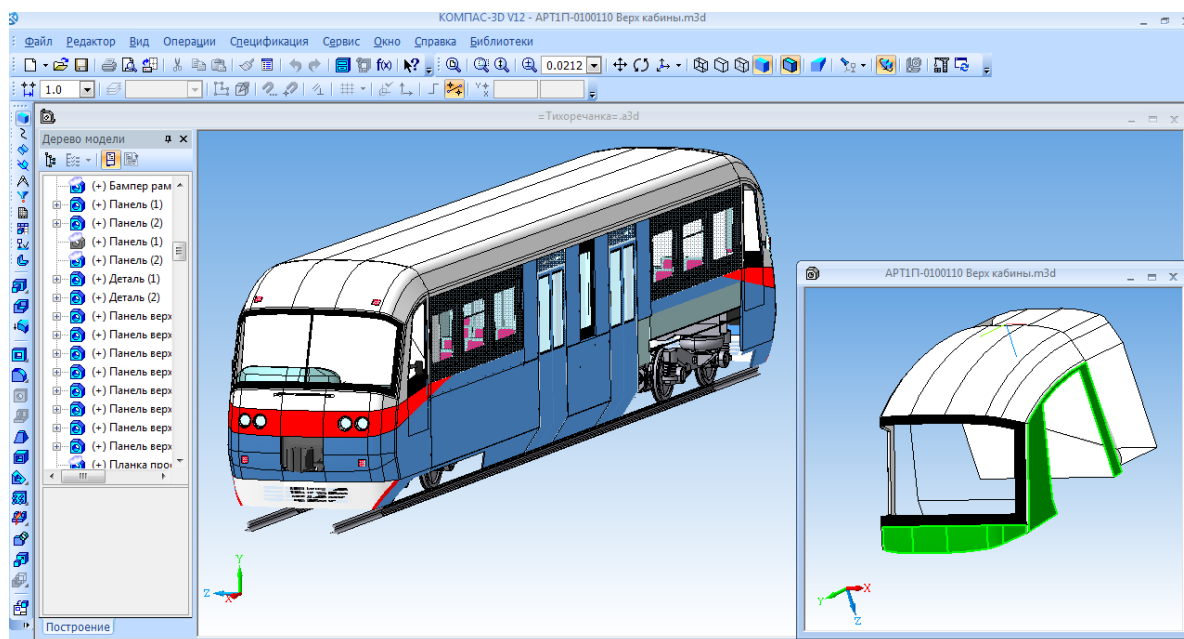 КОМПАС-3D V12 - АРТ1П-0100110 Верх кабины.m3d
Файл Редактор Вид Операции Спецификация Сервис Окно Справка Библиотеки
0.0212
1.0
=Тихоречанка=.a3d
Дерево модели
(+) Бампер рам
(+) Панель (1)
(+) Панель (2)
(+) Панель (1)
(+) Панель (2)
(+) Деталь (1)
(+) Деталь (2)
(+) Панель верх
(+) Панель верх
(+) Панель верх
(+) Панель верх
(+) Панель верх
(+) Панель верх
(+) Панель верх
(+) Панель верх
(+) Планка про
Построение
Y
Z
X
АРТ1П-0100110 Верх кабины.m3d
X
Y
Z